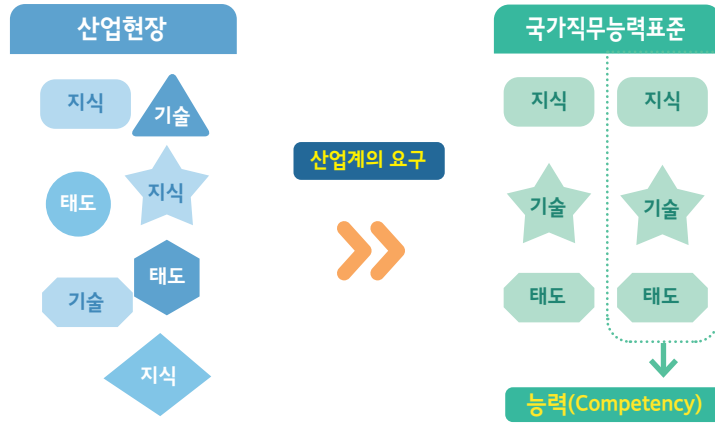 산업현장
지식
기술
태도
지식
태도
기술
지식
산업계의 요구
국가직무능력표준
지식 지식
기술 기술
태도 태도
능력(Competency)